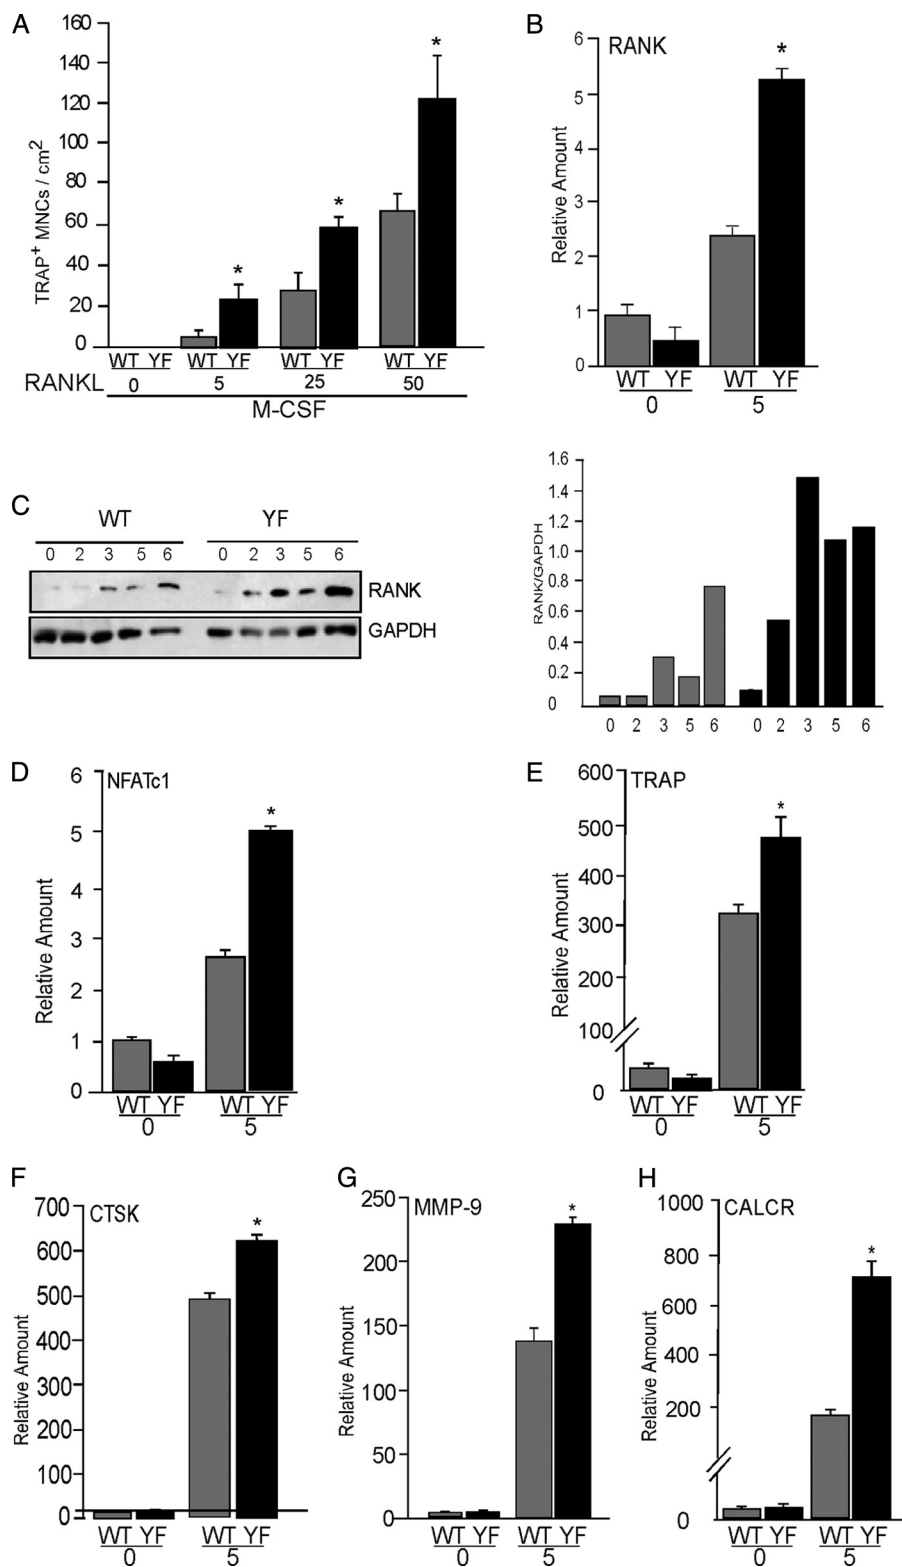 A
160
140
120
100
80
60
40
20
0
TRAP+ MNCs / cm2
*
*
*
WT YF WT YF WT YF WT YF
RANKL 0 5 25 50
M-CSF
B
RANK
6
5
4
3
2
1
0
Relative Amount
*
WT YF WT YF
0 5
C
WT YF
0 2 3 5 6 0 2 3 5 6
RANK
GAPDH
1.6
1.4
1.2
1.0
0.8
0.6
0.4
0.2
0
RANK/GAPDH
0 2 3 5 6 0 2 3 5 6
D
NFATc1
6
5
4
3
2
1
0
Relative Amount
*
WT YF WT YF
0 5
E
TRAP
600
500
400
300
200
100
0
Relative Amount
*
WT YF WT YF
0 5
F
CTSK
700
600
500
400
300
200
100
0
Relative Amount
*
WT YF WT YF
0 5
G
MMP-9
250
200
150
100
50
0
Relative Amount
*
WT YF WT YF
0 5
H
CALCR
1000
800
600
400
200
0
Relative Amount
*
WT YF WT YF
0 5